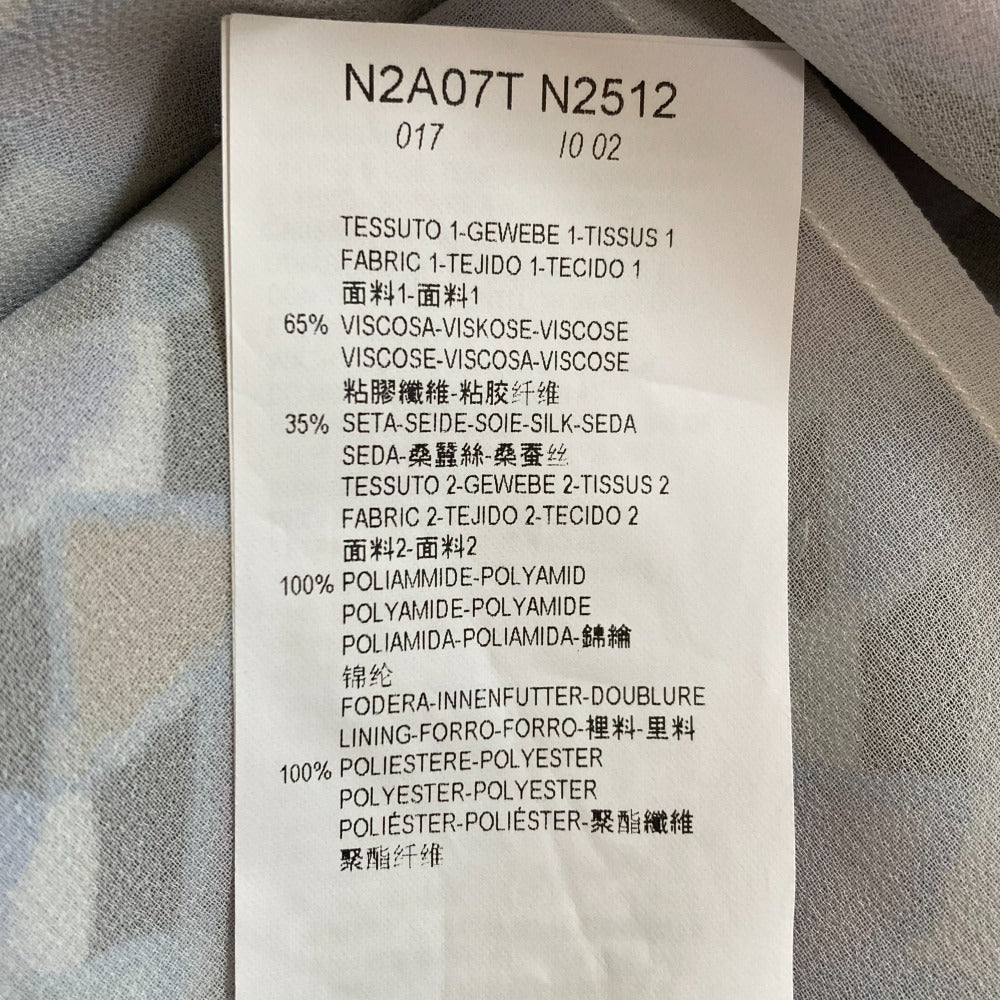 N2A07T N2512
017 I0 02
TESSUTO 1-GEWEBE 1-TISSUS 1
FABRIC 1-TEJIDO 1-TECIDO 1
面料1-面料1
65% VISCOSA-VISKOSE-VISCOSE
VISCOSE-VISCOSA-VISCOSE
粘膠纖維-粘胶纤维
35% SETA-SEIDE-SOIE-SILK-SEDA
SEDA-桑蠶絲-桑蚕丝
TESSUTO 2-GEWEBE 2-TISSUS 2
FABRIC 2-TEJIDO 2-TECIDO 2
面料2-面料2
100% POLIAMMIDE-POLYAMID
POLYAMIDE-POLYAMIDE
POLIAMIDA-POLIAMIDA-錦綸
锦纶
FODERA-INNENFUTTER-DOUBLURE
LINING-FORRO-FORRO-裡料-里料
100% POLIESTERE-POLYESTER
POLYESTER-POLYESTER
POLIÉSTER-POLIÉSTER-聚酯纖維
聚酯纤维